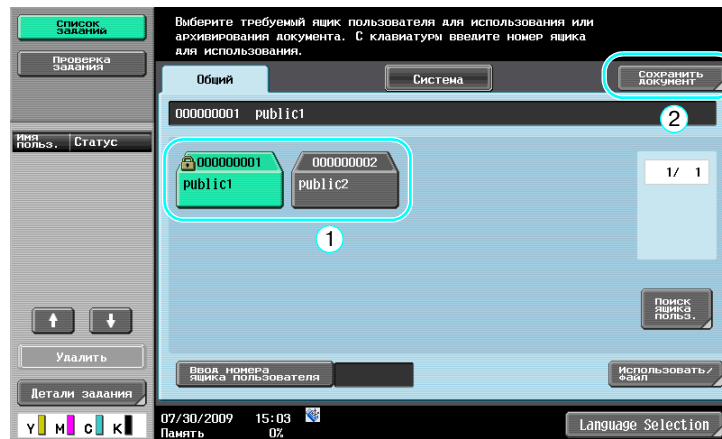 Список
заданий
Проверка
задания
Имя
польз.
Статус
Удалить
Детали задания
Y M C K
Выберите требуемый ящик пользователя для использования или
архивирования документа. С клавиатуры введите номер ящика
для использования.
Общий
Система
Сохранить
документ
2
000000001 public1
000000001
public1
000000002
public2
1/ 1
1
Поиск
ящика
польз.
Ввод номера
ящика пользователя
Использовать/
файл
07/30/2009 15:03
Память 0%
Language Selection